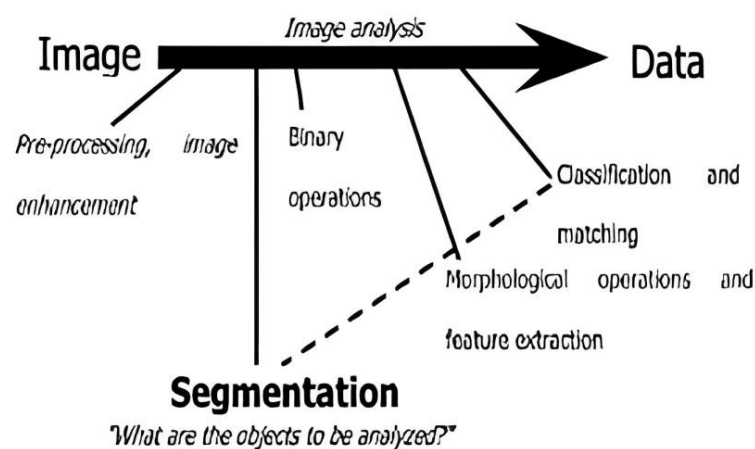 Image analysis
Image
Data
Pre-processing, image
enhancement
Binary
operations
Classification and
matching
Morphological operations and
feature extraction
Segmentation
"What are the objects to be analyzed?"